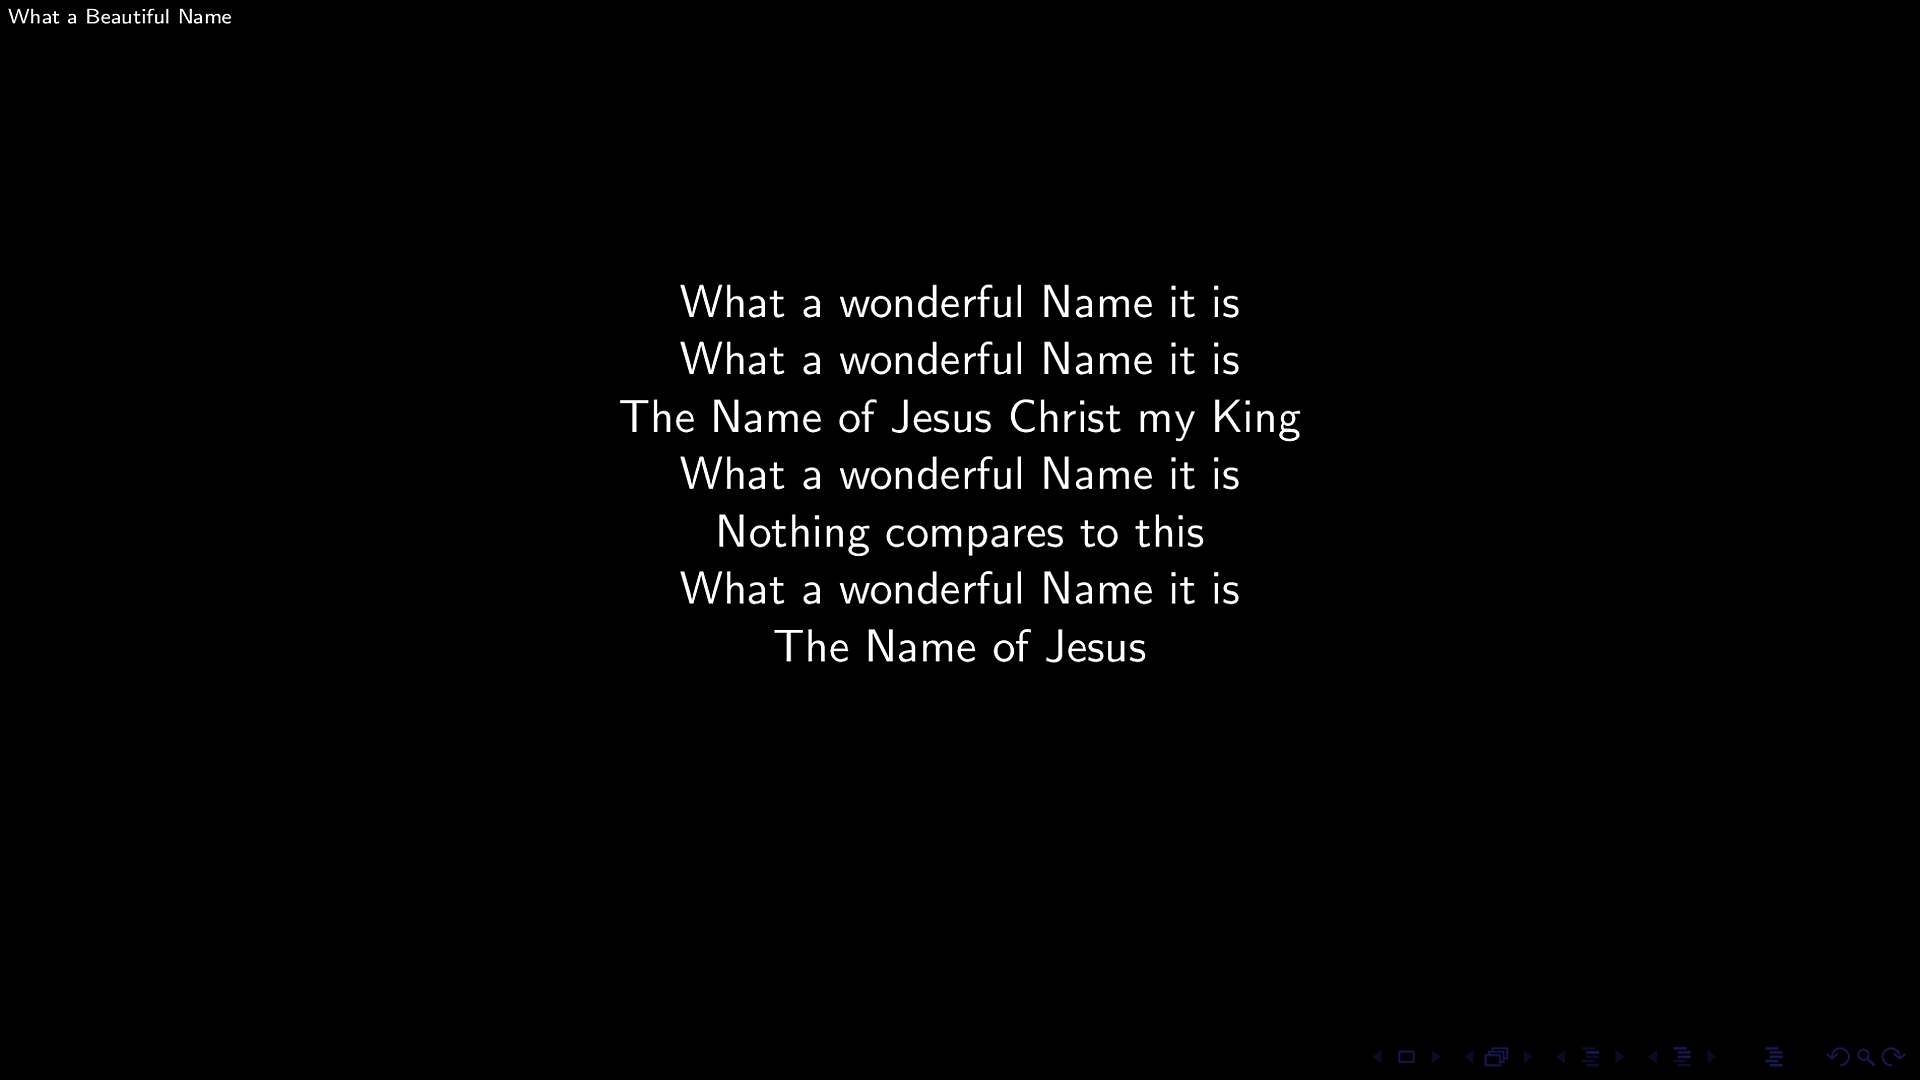 What a Beautiful Name
What a wonderful Name it is
What a wonderful Name it is
The Name of Jesus Christ my King
What a wonderful Name it is
Nothing compares to this
What a wonderful Name it is
The Name of Jesus